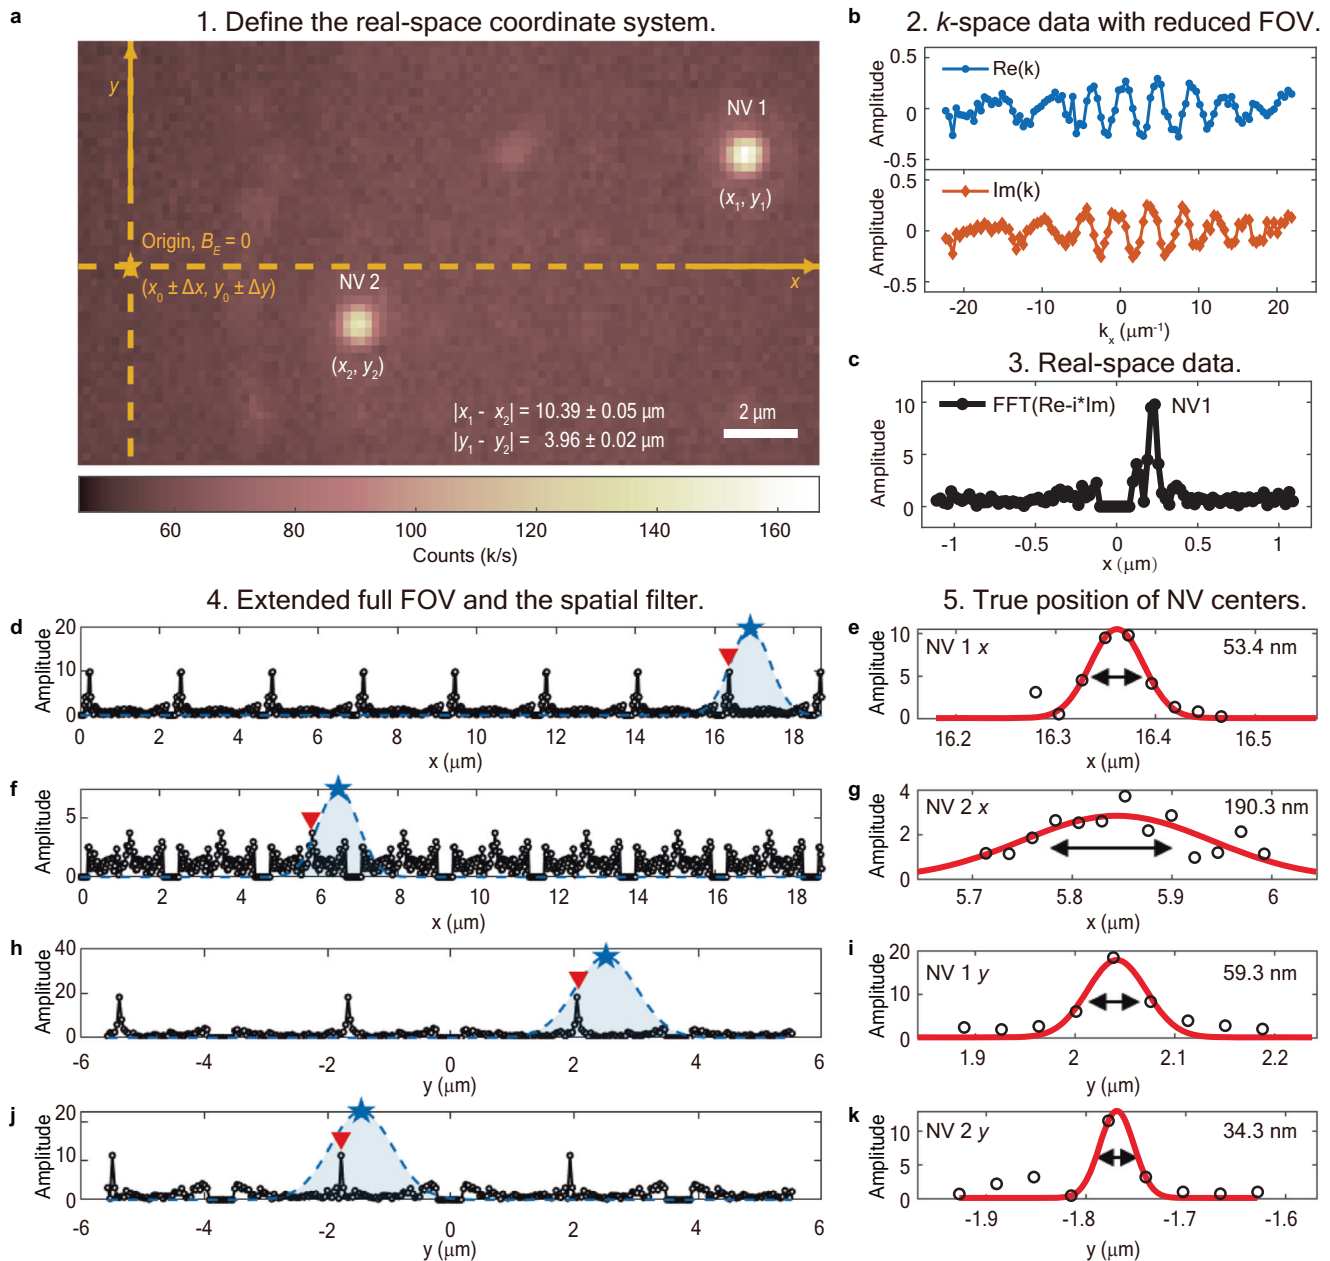 a
1. Define the real-space coordinate system.
y
NV 1
(x1, y1)
Origin, BE = 0
(x0 ± Δx, y0 ± Δy)
x
NV 2
(x2, y2)
|x1 - x2| = 10.39 ± 0.05 μm
|y1 - y2| = 3.96 ± 0.02 μm
2 μm
60 80 100 120 140 160
Counts (k/s)
b
2. k-space data with reduced FOV.
0.5
0
-0.5
Amplitude
Re(k)
0.5
0
-0.5
Amplitude
Im(k)
-20 -10 0 10 20
kx (μm-1)
c
3. Real-space data.
10
5
0
Amplitude
FFT(Re-i*Im)
NV1
-1 -0.5 0 0.5 1
x (μm)
4. Extended full FOV and the spatial filter.
d
20
10
0
Amplitude
0 2 4 6 8 10 12 14 16 18
x (μm)
f
5
0
Amplitude
0 2 4 6 8 10 12 14 16 18
x (μm)
h
40
20
0
Amplitude
-6 -4 -2 0 2 4 6
y (μm)
j
20
10
0
Amplitude
-6 -4 -2 0 2 4 6
y (μm)
5. True position of NV centers.
e
10
5
0
Amplitude
NV 1 x
53.4 nm
16.2 16.3 16.4 16.5
x (μm)
g
4
2
0
Amplitude
NV 2 x
190.3 nm
5.7 5.8 5.9 6
x (μm)
i
20
10
0
Amplitude
NV 1 y
59.3 nm
1.9 2 2.1 2.2
y (μm)
k
10
5
0
Amplitude
NV 2 y
34.3 nm
-1.9 -1.8 -1.7 -1.6
y (μm)